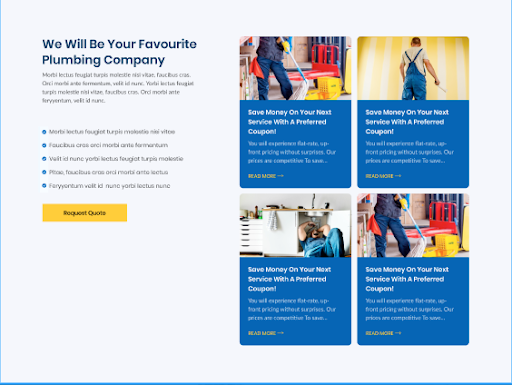 We Will Be Your Favourite
Plumbing Company
Morbi lectus feugiat turpis molestie nisi vitae, faucibus cras.
Orci morbi ante fermentum, velit id nunc. Yorbi lectus feugiat
turpis molestie nisi vitae, faucibus cras. Orci morbi ante
feryyentum, velit id nunc.
Morbi lectus feugiat turpis molestie nisi vitae
Faucibus cras orci morbi ante fermentum
Velit id nunc yorbi lectus feugiat turpis molestie
faucibus cras orci morbi ante lectus
Feryyentum velit id nunc yorbi lectus nunc
Request Quote
Save Money On Your Next
Service With A Preferred
Coupon!
You will experience flat-rate, up-
front pricing without surprises. Our
prices are competitive To save...
READ MORE →
Save Money On Your Next
Service With A Preferred
Coupon!
You will experience flat-rate, up-
front pricing without surprises. Our
prices are competitive To save...
READ MORE →
Save Money On Your Next
Service With A Preferred
Coupon!
You will experience flat-rate, up-
front pricing without surprises. Our
prices are competitive To save...
READ MORE →
Save Money On Your Next
Service With A Preferred
Coupon!
You will experience flat-rate, up-
front pricing without surprises. Our
prices are competitive To save...
READ MORE →